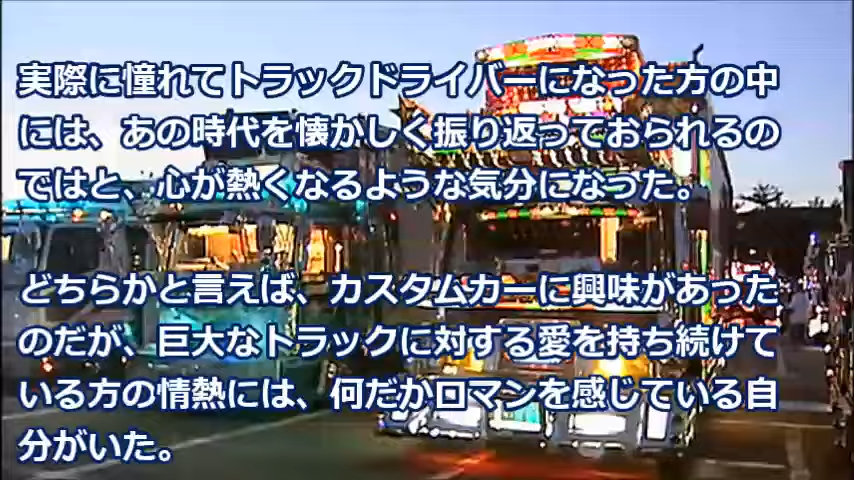 実際に憧れてトラックドライバーになった方の中
には、あの時代を懐かしく振り返っておられるの
ではと、心が熱くなるような気分になった。
どちらかと言えば、カスタムカーに興味があった
のだが、巨大なトラックに対する愛を持ち続けて
いる方の情熱には、何だかロマンを感じている自
分がいた。